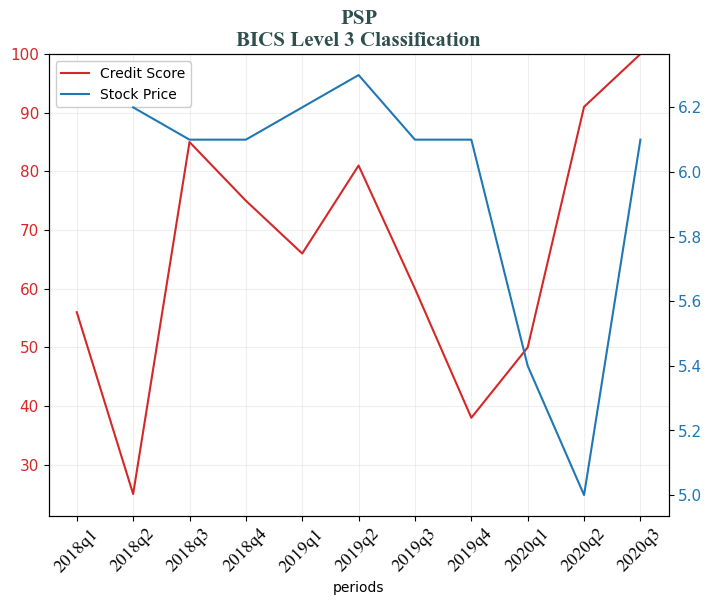 PSP
BICS Level 3 Classification
Credit Score
Stock Price
100
90
80
70
60
50
40
30
6.2
6.0
5.8
5.6
5.4
5.2
5.0
2018q1
2018q2
2018q3
2018q4
2019q1
2019q2
2019q3
2019q4
2020q1
2020q2
2020q3
periods